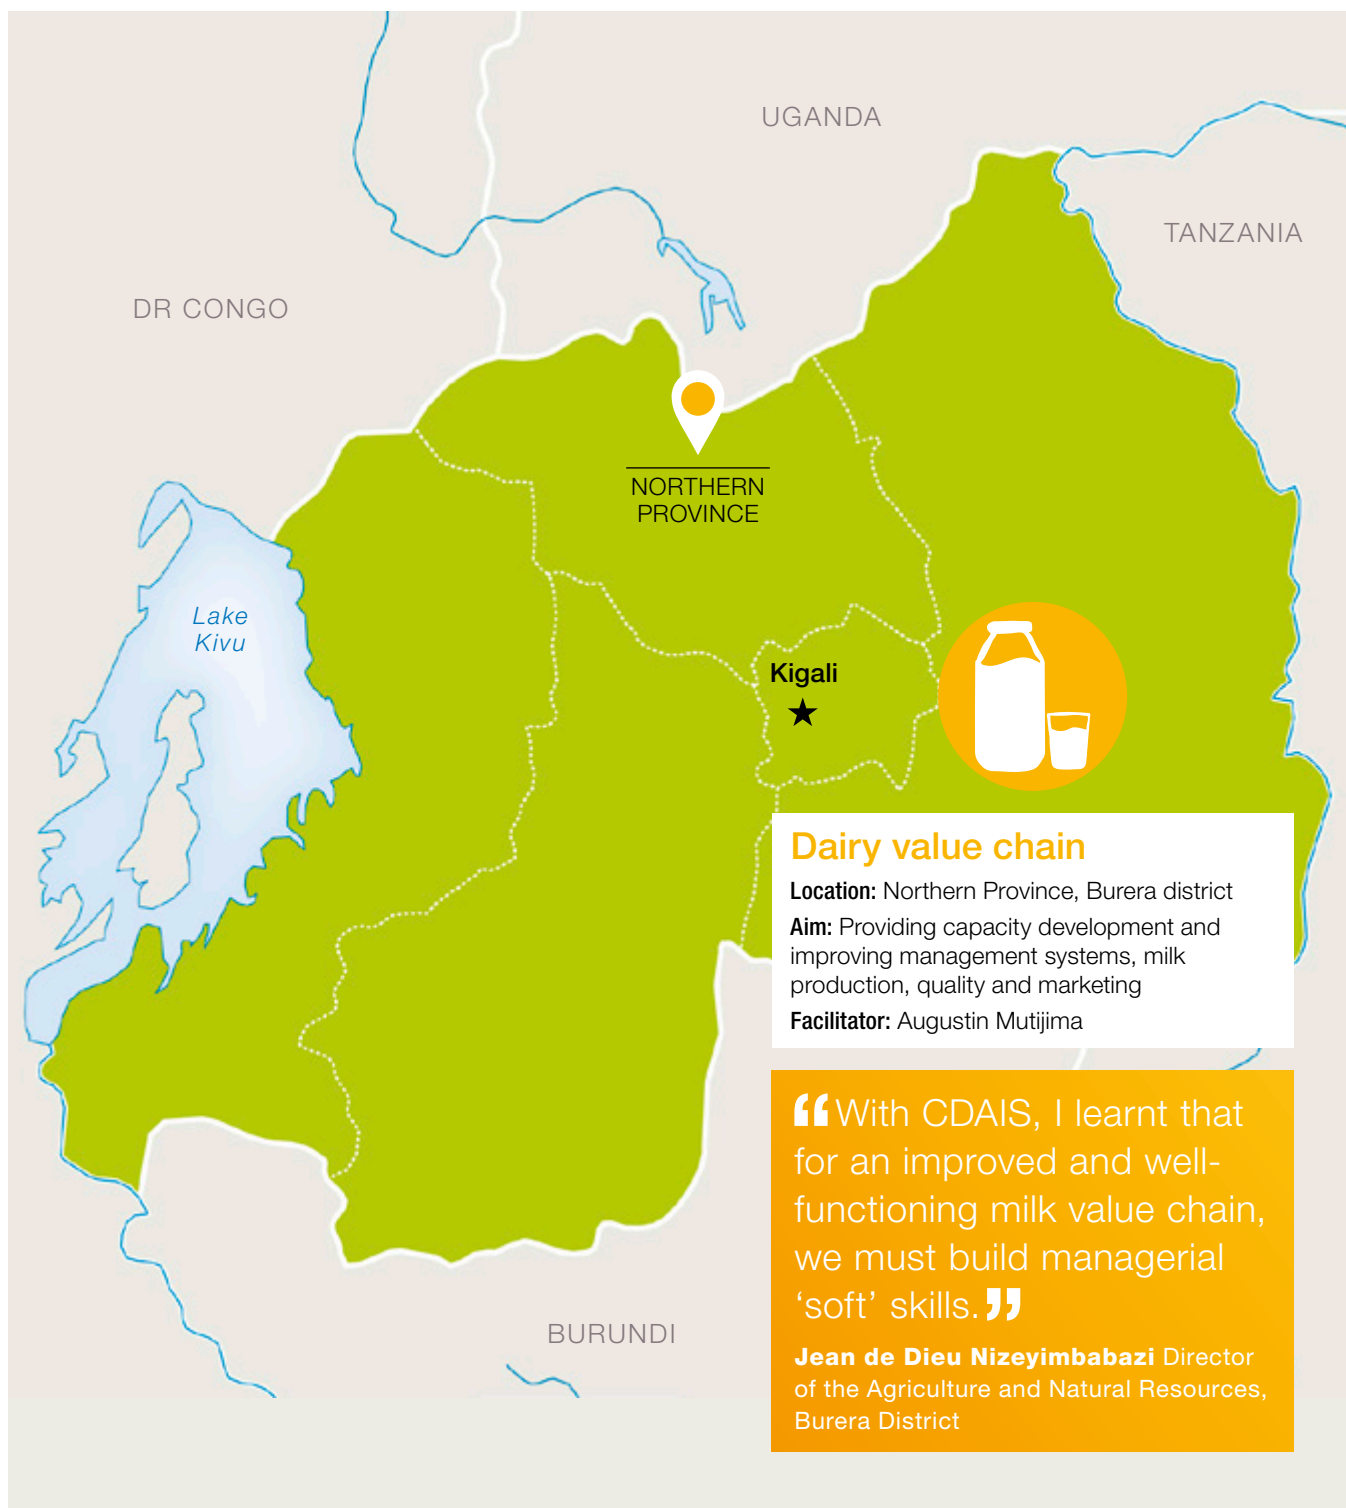 UGANDA
TANZANIA
DR CONGO
NORTHERN
PROVINCE
Lake
Kivu
Kigali
Dairy value chain
Location: Northern Province, Burera district
Aim: Providing capacity development and
improving management systems, milk
production, quality and marketing
Facilitator: Augustin Mutijima
“With CDAIS, I learnt that
for an improved and well-
functioning milk value chain,
we must build managerial
‘soft’ skills.”
Jean de Dieu Nizeyimbabazi Director
of the Agriculture and Natural Resources,
Burera District
BURUNDI